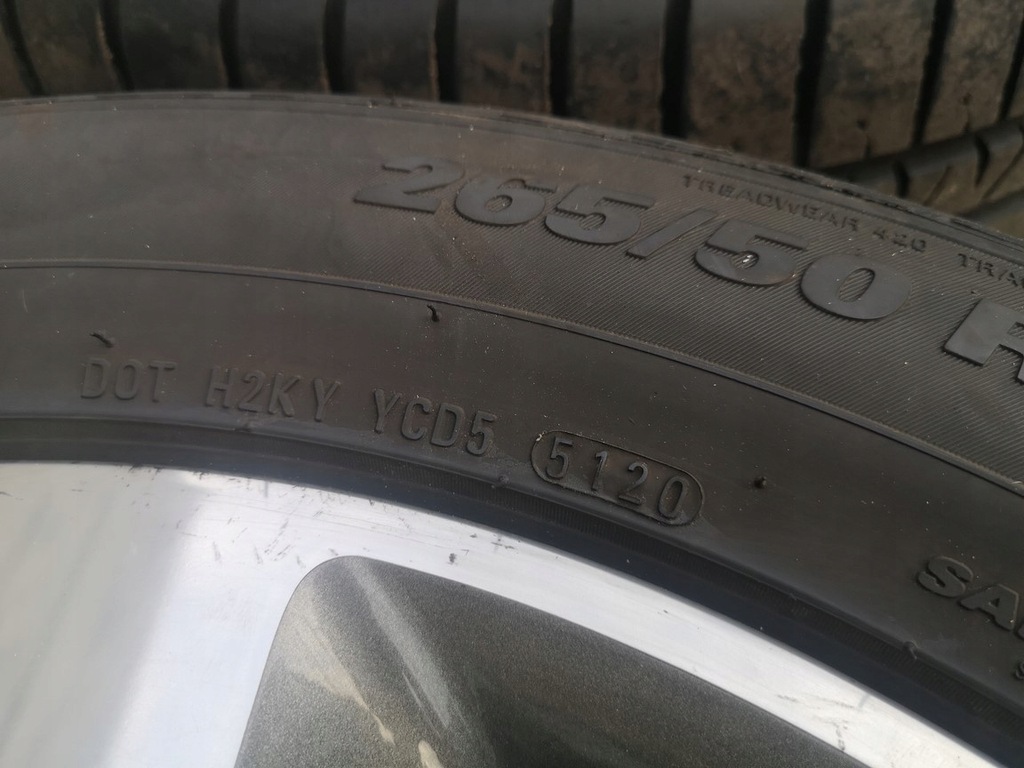 TREADWEAR 420
265/50 R
DOT H2KY YCD5 5120